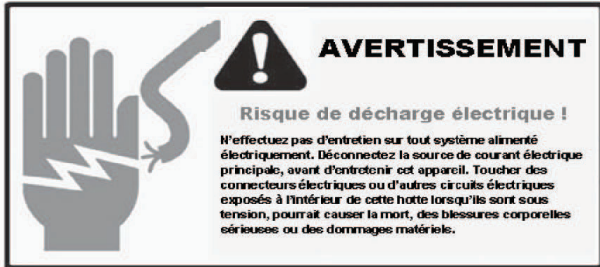 AVERTISSEMENT
Risque de décharge électrique !
N'effectuez pas d'entretien sur tout système alimenté
électriquement. Déconnectez la source de courant électrique
principale, avant d'entretenir cet appareil. Toucher des
connecteurs électriques ou d'autres circuits électriques
exposés à l'intérieur de cette hotte lorsqu'ils sont sous
tension, pourrait causer la mort, des blessures corporelles
sérieuses ou des dommages matériels.